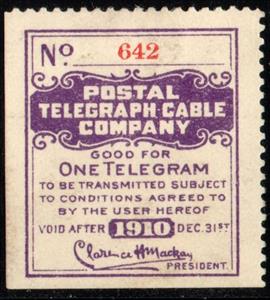 No. 642
POSTAL
TELEGRAPH-CABLE
COMPANY
GOOD FOR
ONE TELEGRAM
TO BE TRANSMITTED SUBJECT
TO CONDITIONS AGREED TO
BY THE USER HEREOF
VOID AFTER 1910 DEC. 31ST
Clarence H Mackay
PRESIDENT.